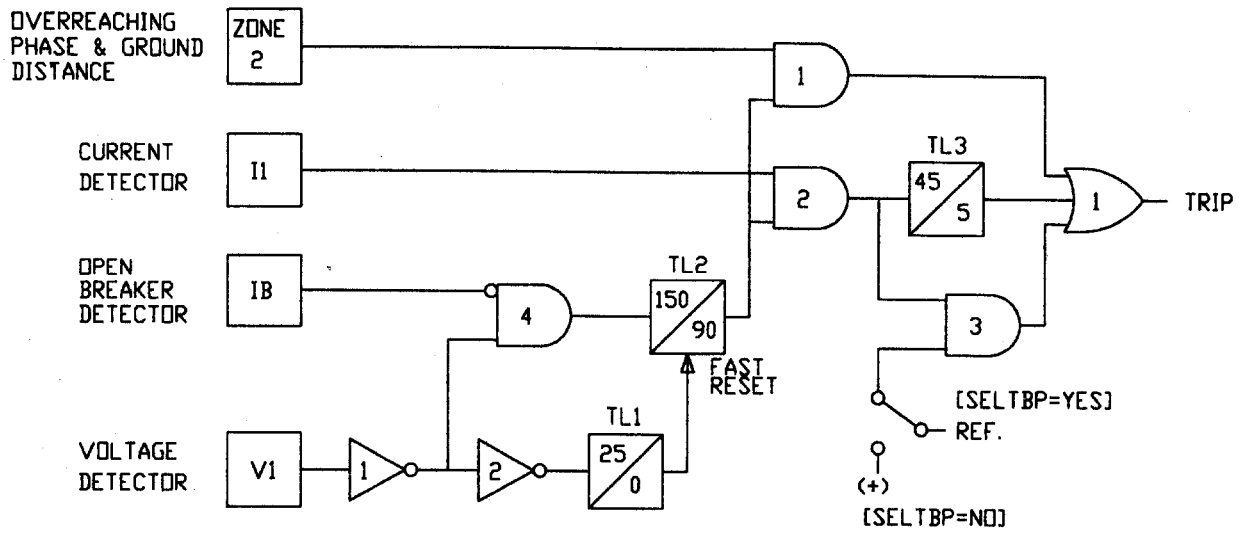 OVERREACHING
PHASE & GROUND
DISTANCE
ZONE
2
1
CURRENT
DETECTOR
I1
2
TL3
45
5
1
TRIP
OPEN
BREAKER
DETECTOR
IB
4
TL2
150
90
FAST
RESET
3
VOLTAGE
DETECTOR
V1
1
2
TL1
25
0
[SELTBP=YES]
REF.
(+)
[SELTBP=NO]